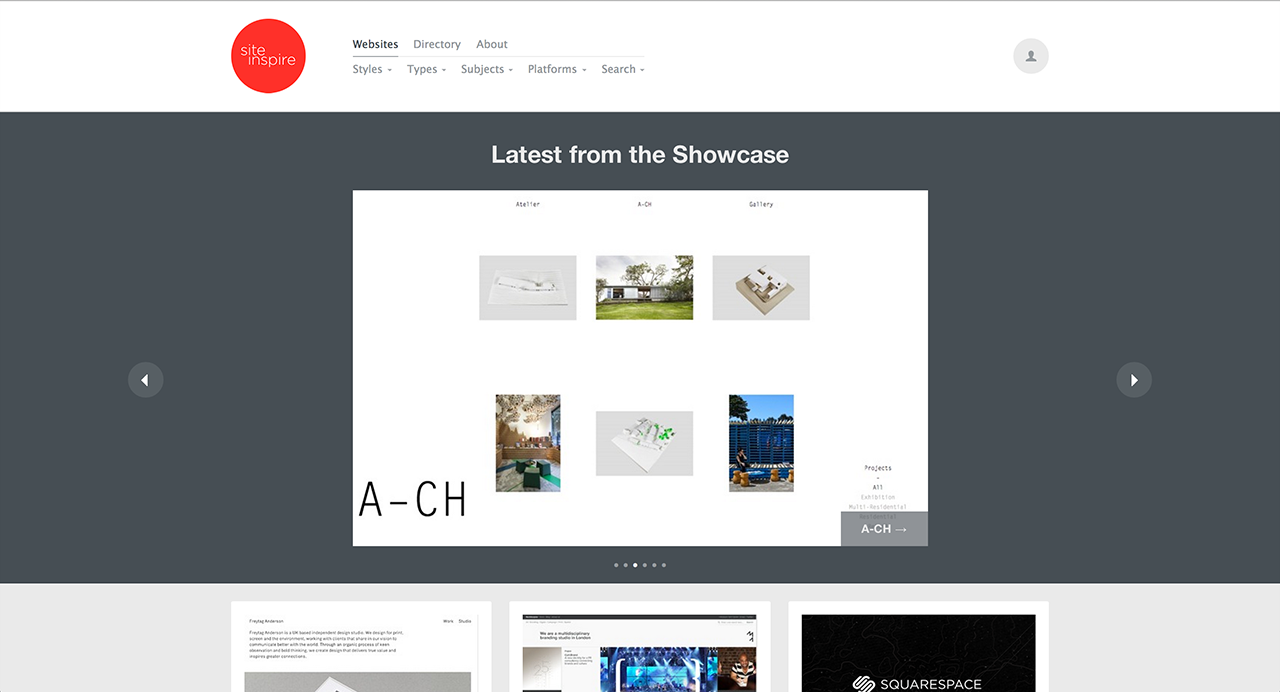 site
inspire
Websites Directory About
Styles Types Subjects Platforms Search
Latest from the Showcase
Atelier A-CH Gallery
A-CH
Projects
-
All
Exhibition
Multi-Residential
Residential
A-CH →
Freytag Anderson Work Studio
Freytag Anderson is a UK based independent design studio. We design for print,
screen and the environment, working with clients that share in our vision to
communicate better with the world. Through an organic process of keen
observation and bold thinking, we create design that delivers true value and
inspires greater connections.
We are a multidisciplinary
branding studio in London
SQUARESPACE